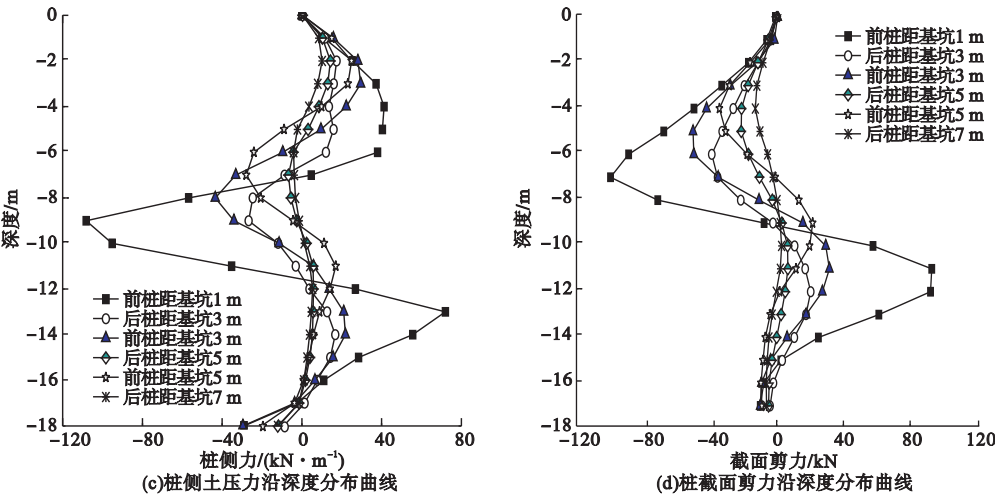 0
−2
−4
−6
−8
−10
−12
−14
−16
−18
深度/m
前桩距基坑1 m
后桩距基坑3 m
前桩距基坑3 m
后桩距基坑5 m
前桩距基坑5 m
后桩距基坑7 m
−120 −80 −40 0 40 80
桩侧力/(kN·m⁻¹)
(c)桩侧土压力沿深度分布曲线
0
−2
−4
−6
−8
−10
−12
−14
−16
−18
深度/m
前桩距基坑1 m
后桩距基坑3 m
前桩距基坑3 m
后桩距基坑5 m
前桩距基坑5 m
后桩距基坑7 m
−120 −80 −40 0 40 80 120
截面剪力/kN
(d)桩截面剪力沿深度分布曲线